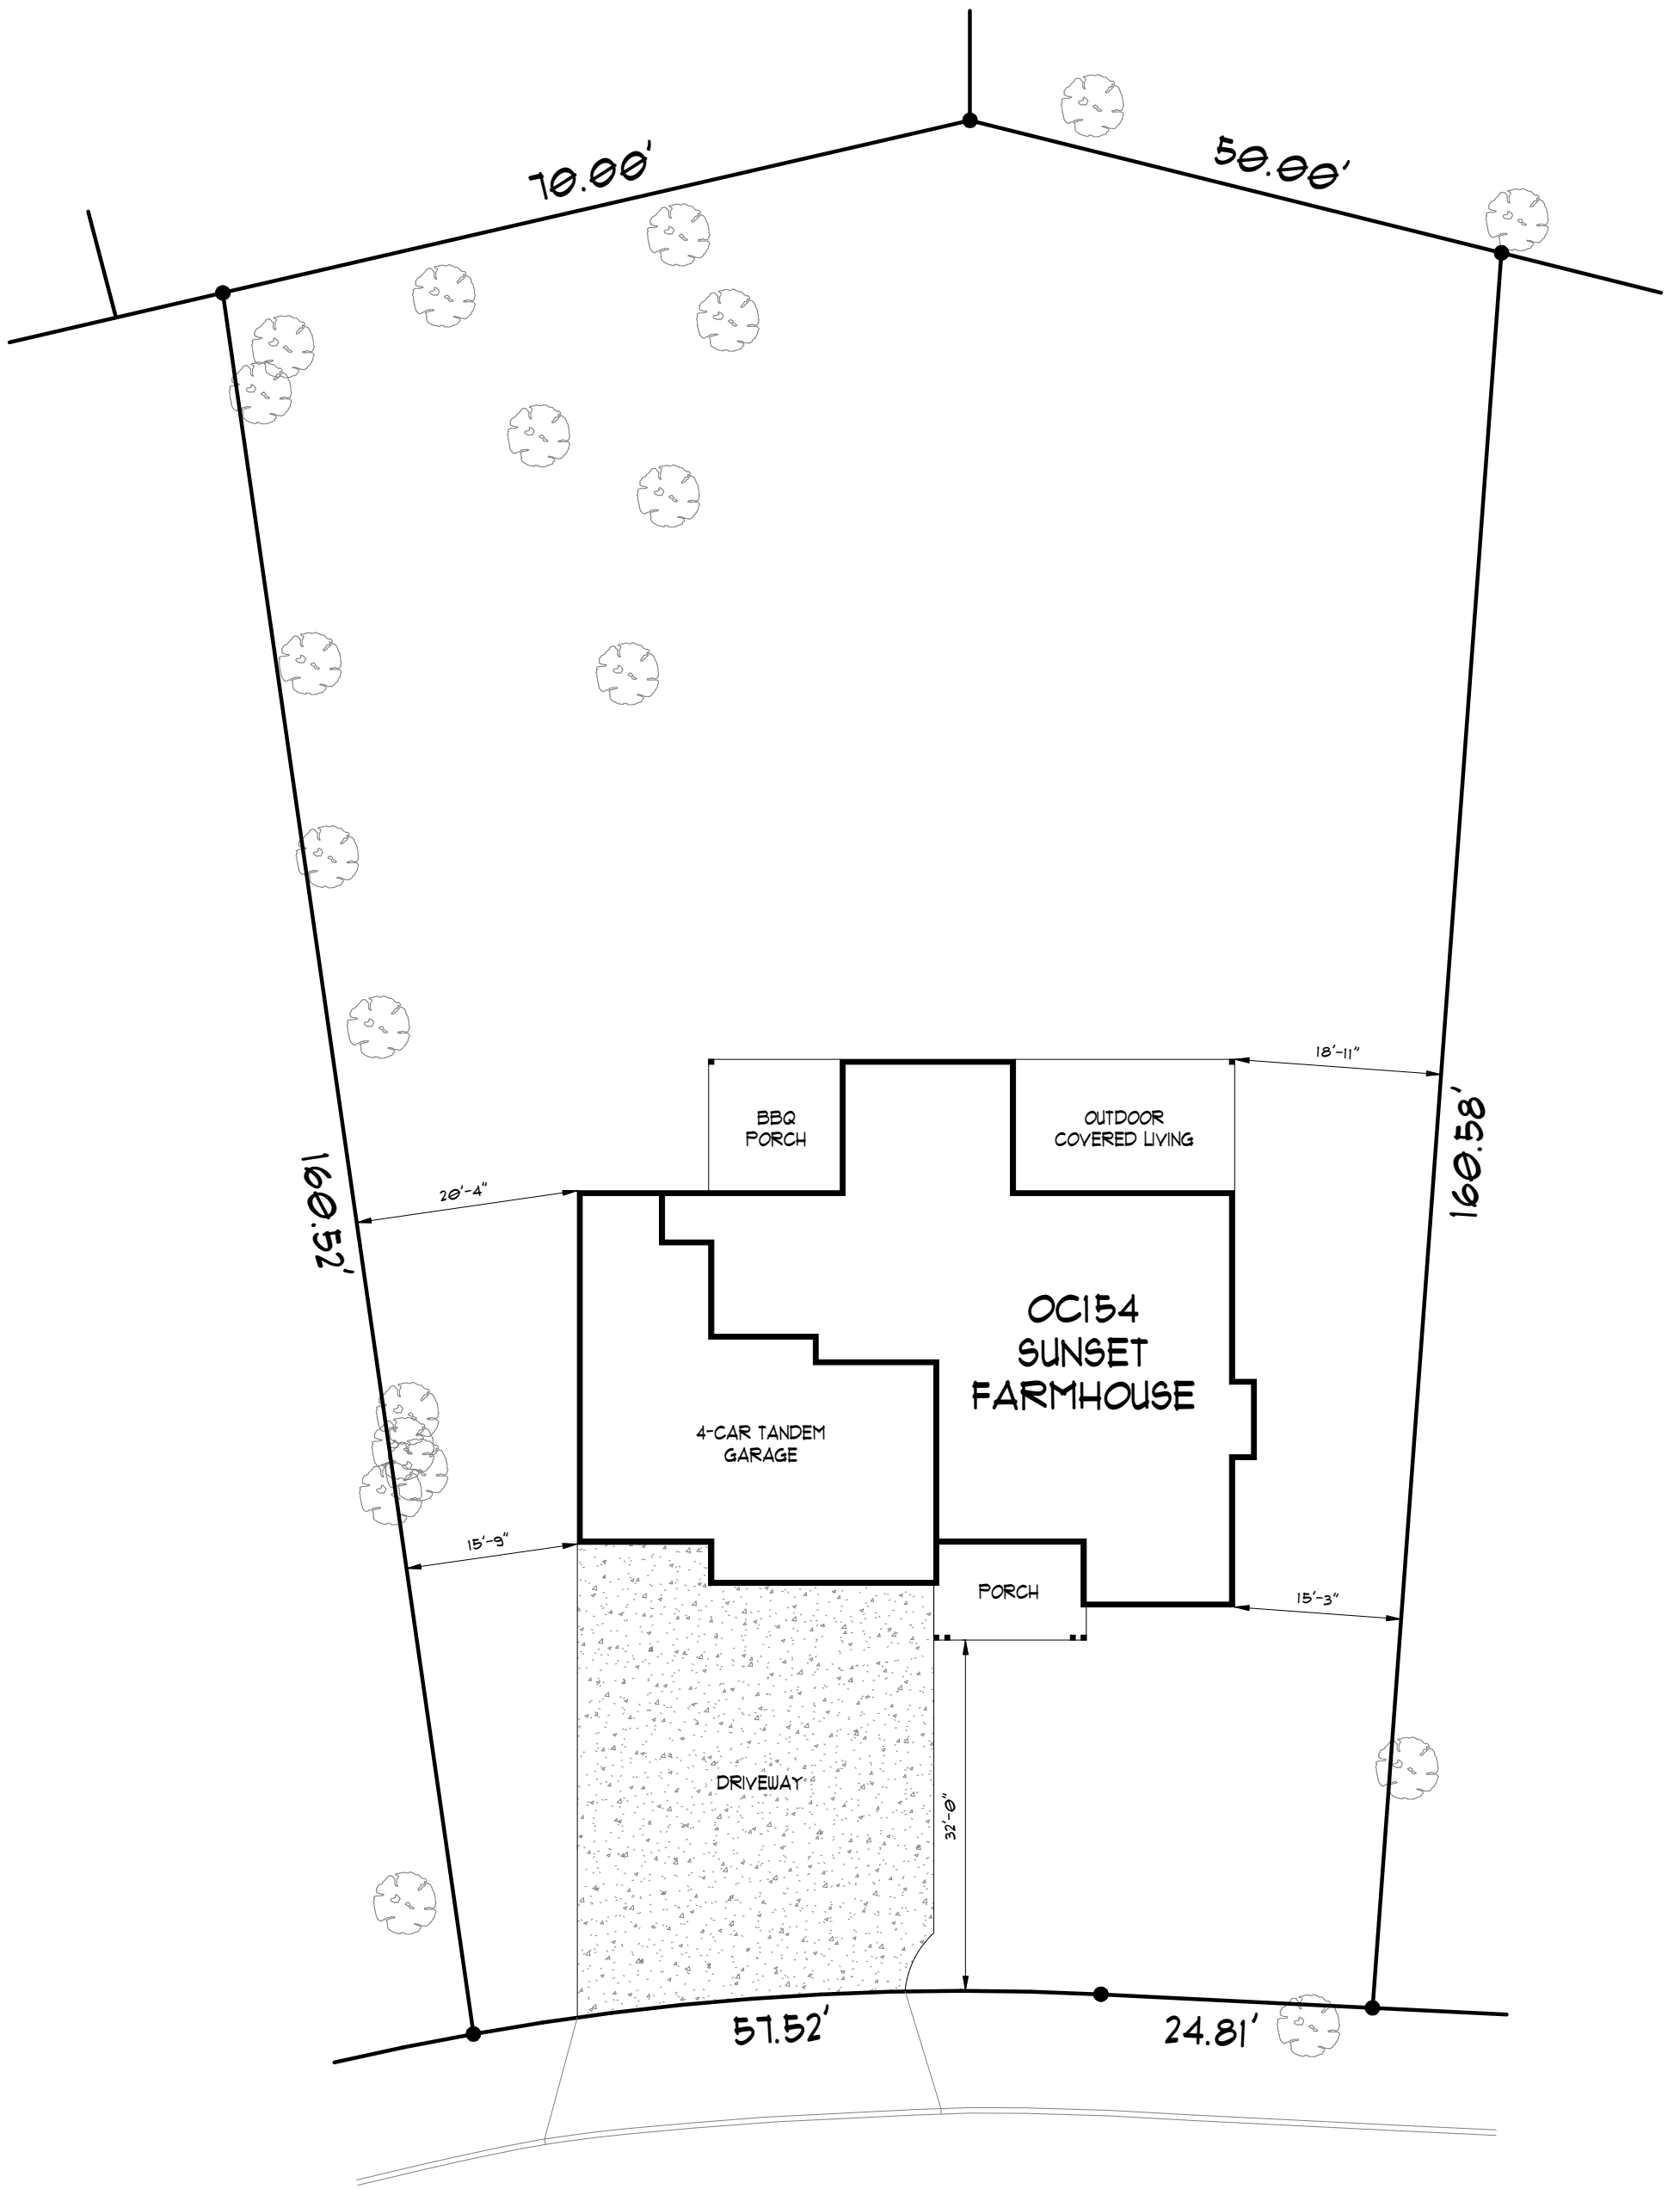 70.00'
50.00'
18'-11"
BBQ
PORCH
OUTDOOR
COVERED LIVING
160.58'
160.52'
20'-4"
OC154
SUNSET
FARMHOUSE
4-CAR TANDEM
GARAGE
15'-9"
PORCH
15'-3"
DRIVEWAY
32'-0"
57.52'
24.81'